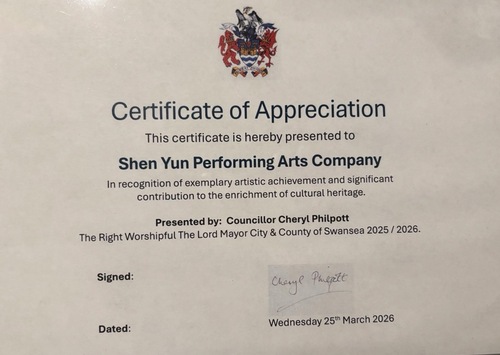 Certificate of Appreciation
This certificate is hereby presented to
Shen Yun Performing Arts Company
In recognition of exemplary artistic achievement and significant
contribution to the enrichment of cultural heritage.
Presented by: Councillor Cheryl Philpott
The Right Worshipful The Lord Mayor City & County of Swansea 2025 / 2026.
Signed:
Cheryl Philpott
Dated:
Wednesday 25th March 2026